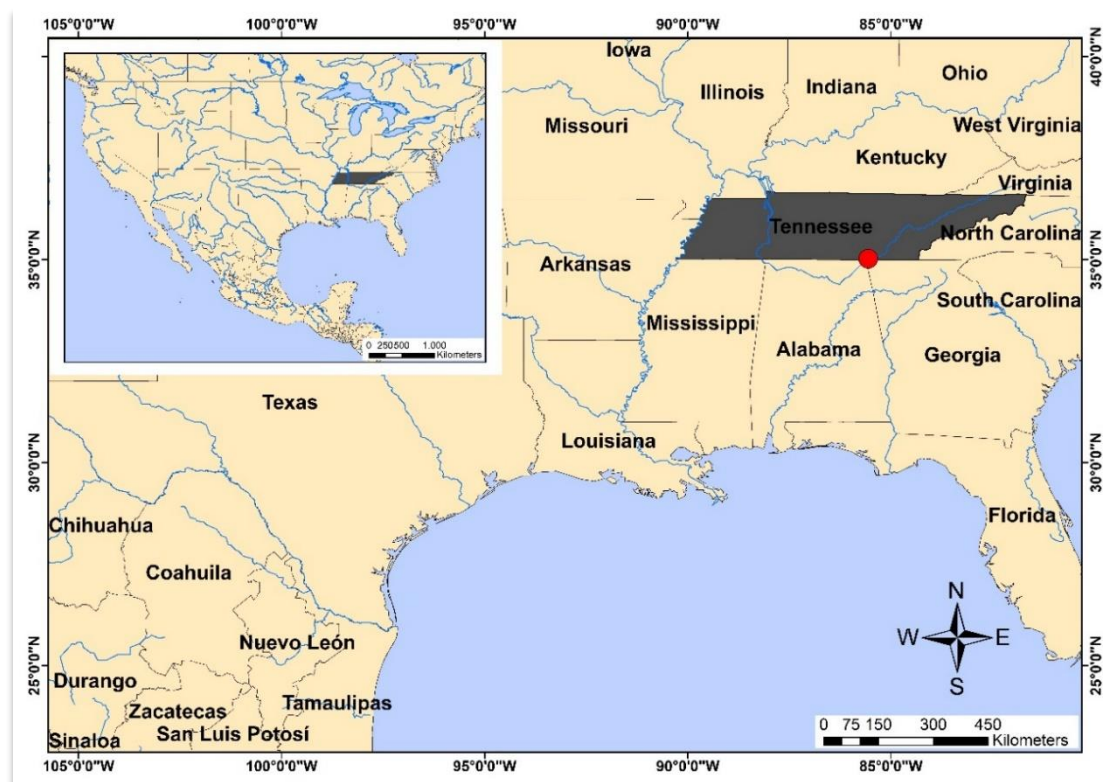 105°0'0"W 100°0'0"W 95°0'0"W 90°0'0"W 85°0'0"W
40°0'0"N
40°0'0"N
Iowa
Illinois
Indiana
Ohio
Missouri
West Virginia
Kentucky
Virginia
Tennessee
North Carolina
35°0'0"N
35°0'0"N
Arkansas
South Carolina
Mississippi
Alabama
Georgia
0 250500 1.000
Kilometers
Texas
Louisiana
30°0'0"N
30°0'0"N
Chihuahua
Florida
Coahuila
N
W E
S
Nuevo León
25°0'0"N
25°0'0"N
Durango
Tamaulipas
Zacatecas
San Luis Potosí
Sinaloa
0 75 150 300 450
Kilometers
105°0'0"W 100°0'0"W 95°0'0"W 90°0'0"W 85°0'0"W